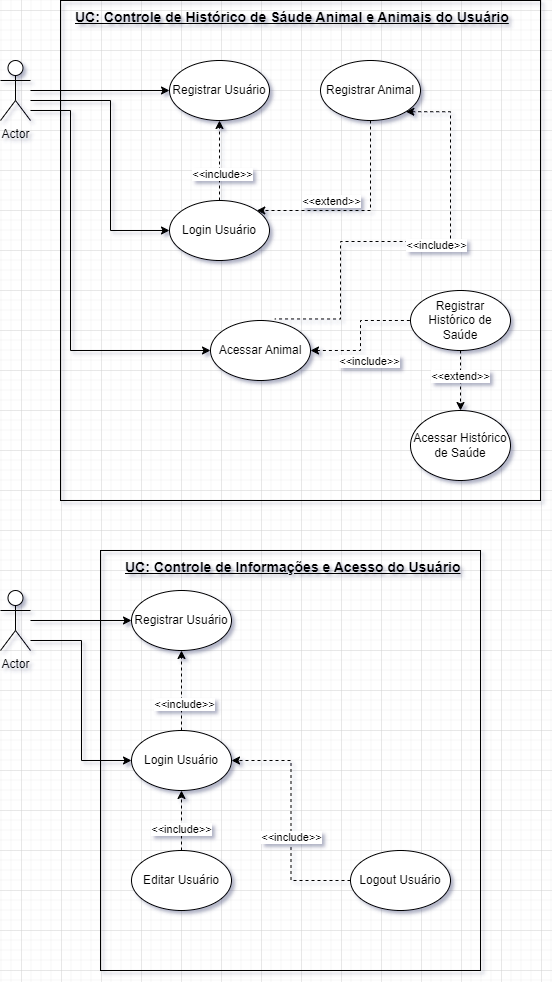 UC: Controle de Histórico de Sáude Animal e Animais do Usuário
Registrar Usuário
Registrar Animal
Actor
<<include>>
<<extend>>
Login Usuário
<<include>>
Registrar
Histórico de
Saúde
Acessar Animal
<<include>>
<<extend>>
Acessar Histórico
de Saúde
UC: Controle de Informações e Acesso do Usuário
Registrar Usuário
Actor
<<include>>
Login Usuário
<<include>>
<<include>>
Editar Usuário
Logout Usuário